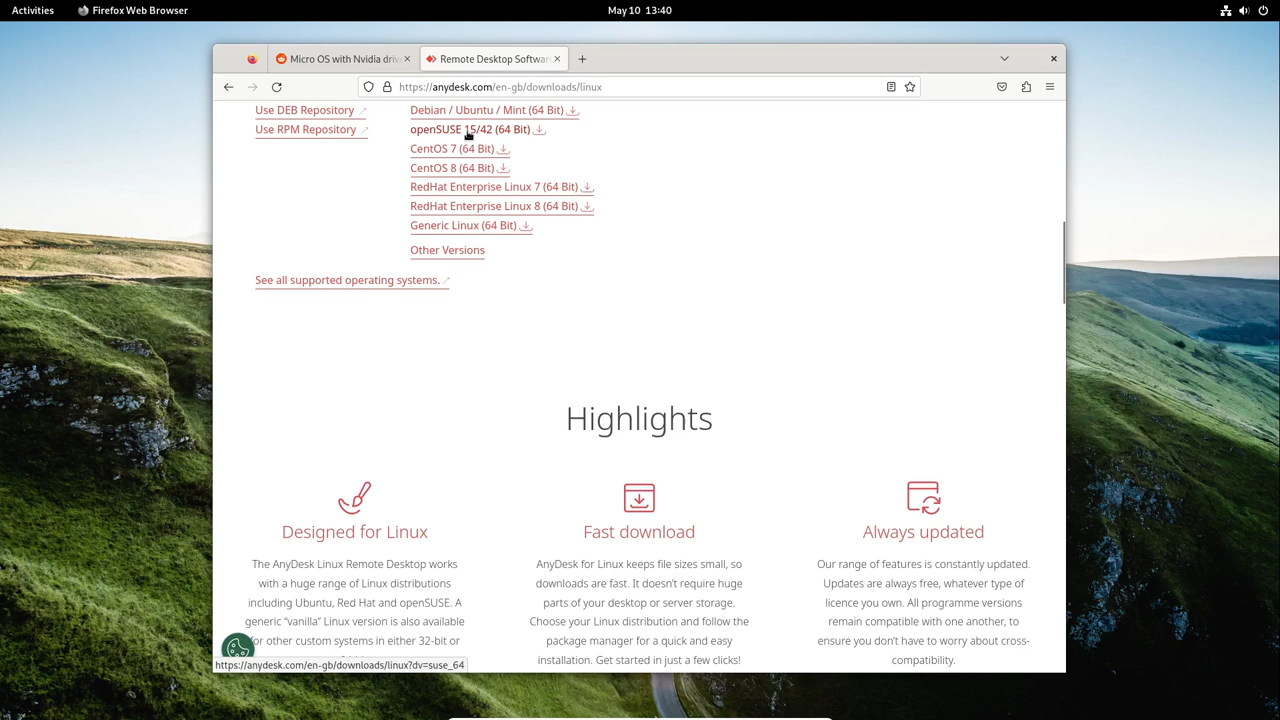 Activities
Firefox Web Browser
May 10 13:40
Micro OS with Nvidia driv
Remote Desktop Softwar
https://anydesk.com/en-gb/downloads/linux
Use DEB Repository
Use RPM Repository
Debian / Ubuntu / Mint (64 Bit)
openSUSE 15/42 (64 Bit)
CentOS 7 (64 Bit)
CentOS 8 (64 Bit)
RedHat Enterprise Linux 7 (64 Bit)
RedHat Enterprise Linux 8 (64 Bit)
Generic Linux (64 Bit)
Other Versions
See all supported operating systems.
Highlights
Designed for Linux
The AnyDesk Linux Remote Desktop works
with a huge range of Linux distributions
including Ubuntu, Red Hat and openSUSE. A
generic “vanilla” Linux version is also available
for other custom systems in either 32-bit or
Fast download
AnyDesk for Linux keeps file sizes small, so
downloads are fast. It doesn’t require huge
parts of your desktop or server storage.
Choose your Linux distribution and follow the
package manager for a quick and easy
installation. Get started in just a few clicks!
Always updated
Our range of features is constantly updated.
Updates are always free, whatever type of
licence you own. All programme versions
remain compatible with one another, to
ensure you don’t have to worry about cross-
compatibility.
https://anydesk.com/en-gb/downloads/linux?dv=suse_64